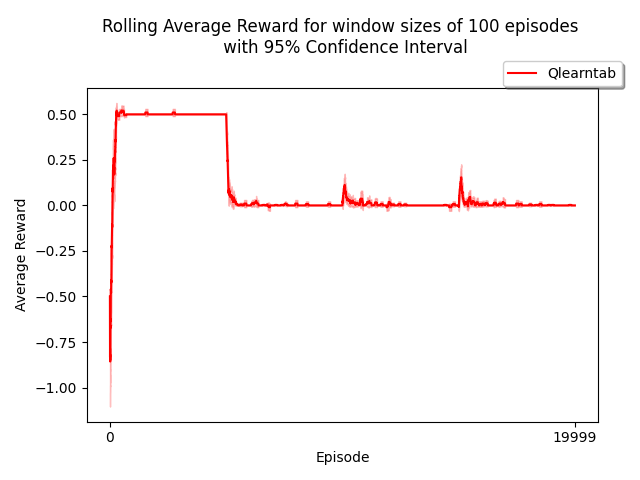 Rolling Average Reward for window sizes of 100 episodes
with 95% Confidence Interval
Qlearntab
0.50
0.25
0.00
−0.25
−0.50
−0.75
−1.00
Average Reward
0
19999
Episode